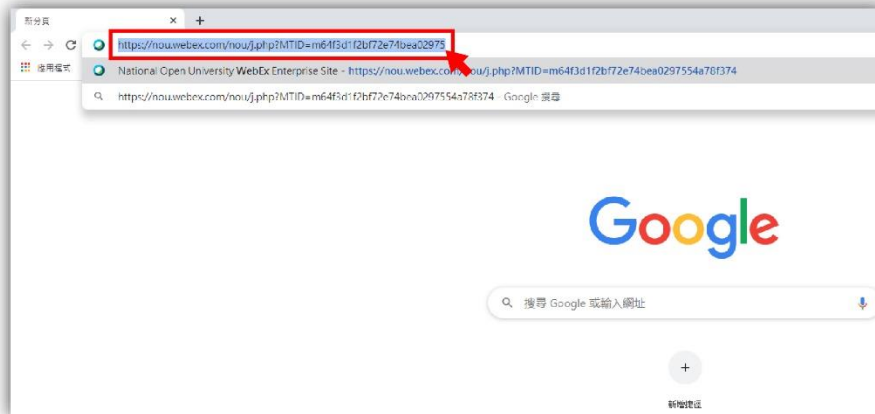 新分頁
https://nou.webex.com/nou/j.php?MTID=m64f3d1f2bf72e74bea02975
應用程式
National Open University WebEx Enterprise Site - https://nou.webex.com/nou/j.php?MTID=m64f3d1f2bf72e74bea0297554a78f374
https://nou.webex.com/nou/j.php?MTID=m64f3d1f2bf72e74bea0297554a78f374 - Google 搜尋
Google
搜尋 Google 或輸入網址
新增捷徑